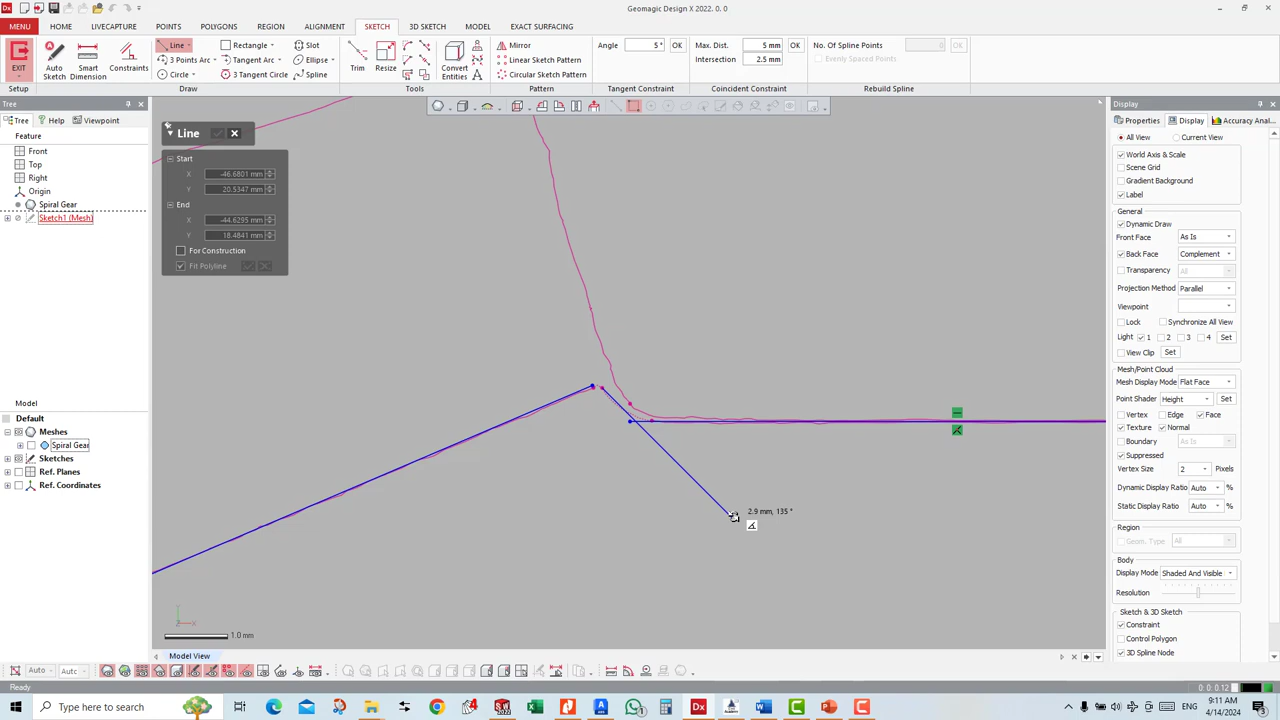 Geomagic Design X 2022. 0. 0
MENU HOME LIVECAPTURE POINTS POLYGONS REGION ALIGNMENT SKETCH 3D SKETCH MODEL EXACT SURFACING
Line Rectangle Slot Mirror Angle 5° OK Max. Dist. 5 mm OK No. Of Spline Points 0 OK
3 Points Arc Tangent Arc Ellipse Linear Sketch Pattern Intersection 2.5 mm Evenly Spaced Points
EXIT Auto Sketch Smart Dimension Constraints Circle 3 Tangent Circle Spline Trim Resize Convert Entities Circular Sketch Pattern
Setup Draw Tools Pattern Tangent Constraint Coincident Constraint Rebuild Spline
Tree
Tree Help Viewpoint
Feature
Front
Top
Right
Origin
Spiral Gear
Sketch1 (Mesh)
Model
Default
Meshes
Spiral Gear
Sketches
Ref. Planes
Ref. Coordinates
Line
Start
X -46.6801 mm
Y 20.5347 mm
End
X -44.6295 mm
Y 18.4841 mm
For Construction
Fit Polyline
2.9 mm, 135 °
1.0 mm
Model View
Display
Properties Display Accuracy Anal...
All View Current View
World Axis & Scale
Scene Grid
Gradient Background
Label
General
Dynamic Draw
Front Face As Is
Back Face Complement
Transparency All
Projection Method Parallel
Viewpoint
Lock Synchronize All View
Light 1 2 3 4 Set
View Clip Set
Mesh/Point Cloud
Mesh Display Mode Flat Face
Point Shader Height Set
Vertex Edge Face
Texture Normal
Boundary As Is
Suppressed
Vertex Size 2 Pixels
Dynamic Display Ratio Auto %
Static Display Ratio Auto %
Region
Geom. Type All
Body
Display Mode Shaded And Visible
Resolution
Sketch & 3D Sketch
Constraint
Control Polygon
3D Spline Node
Auto Autc
Ready 0: 0: 0.12
Type here to search
9:11 AM
4/14/2024